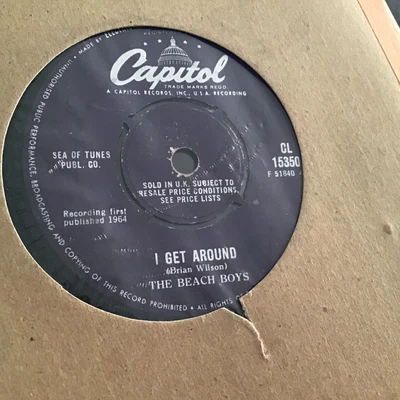 Capitol
TRADE MARKS REGD.
A CAPITOL RECORDS, INC., U.S.A. RECORDING
SEA OF TUNES
PUBL. CO.
CL
15350
F 51840
SOLD IN U.K. SUBJECT TO
RESALE PRICE CONDITIONS,
SEE PRICE LISTS
Recording first
published 1964
I GET AROUND
(Brian Wilson)
THE BEACH BOYS
UNAUTHORISED PUBLIC PERFORMANCE, BROADCASTING AND COPYING OF THIS RECORD PROHIBITED • ALL RIGHTS
MADE BY